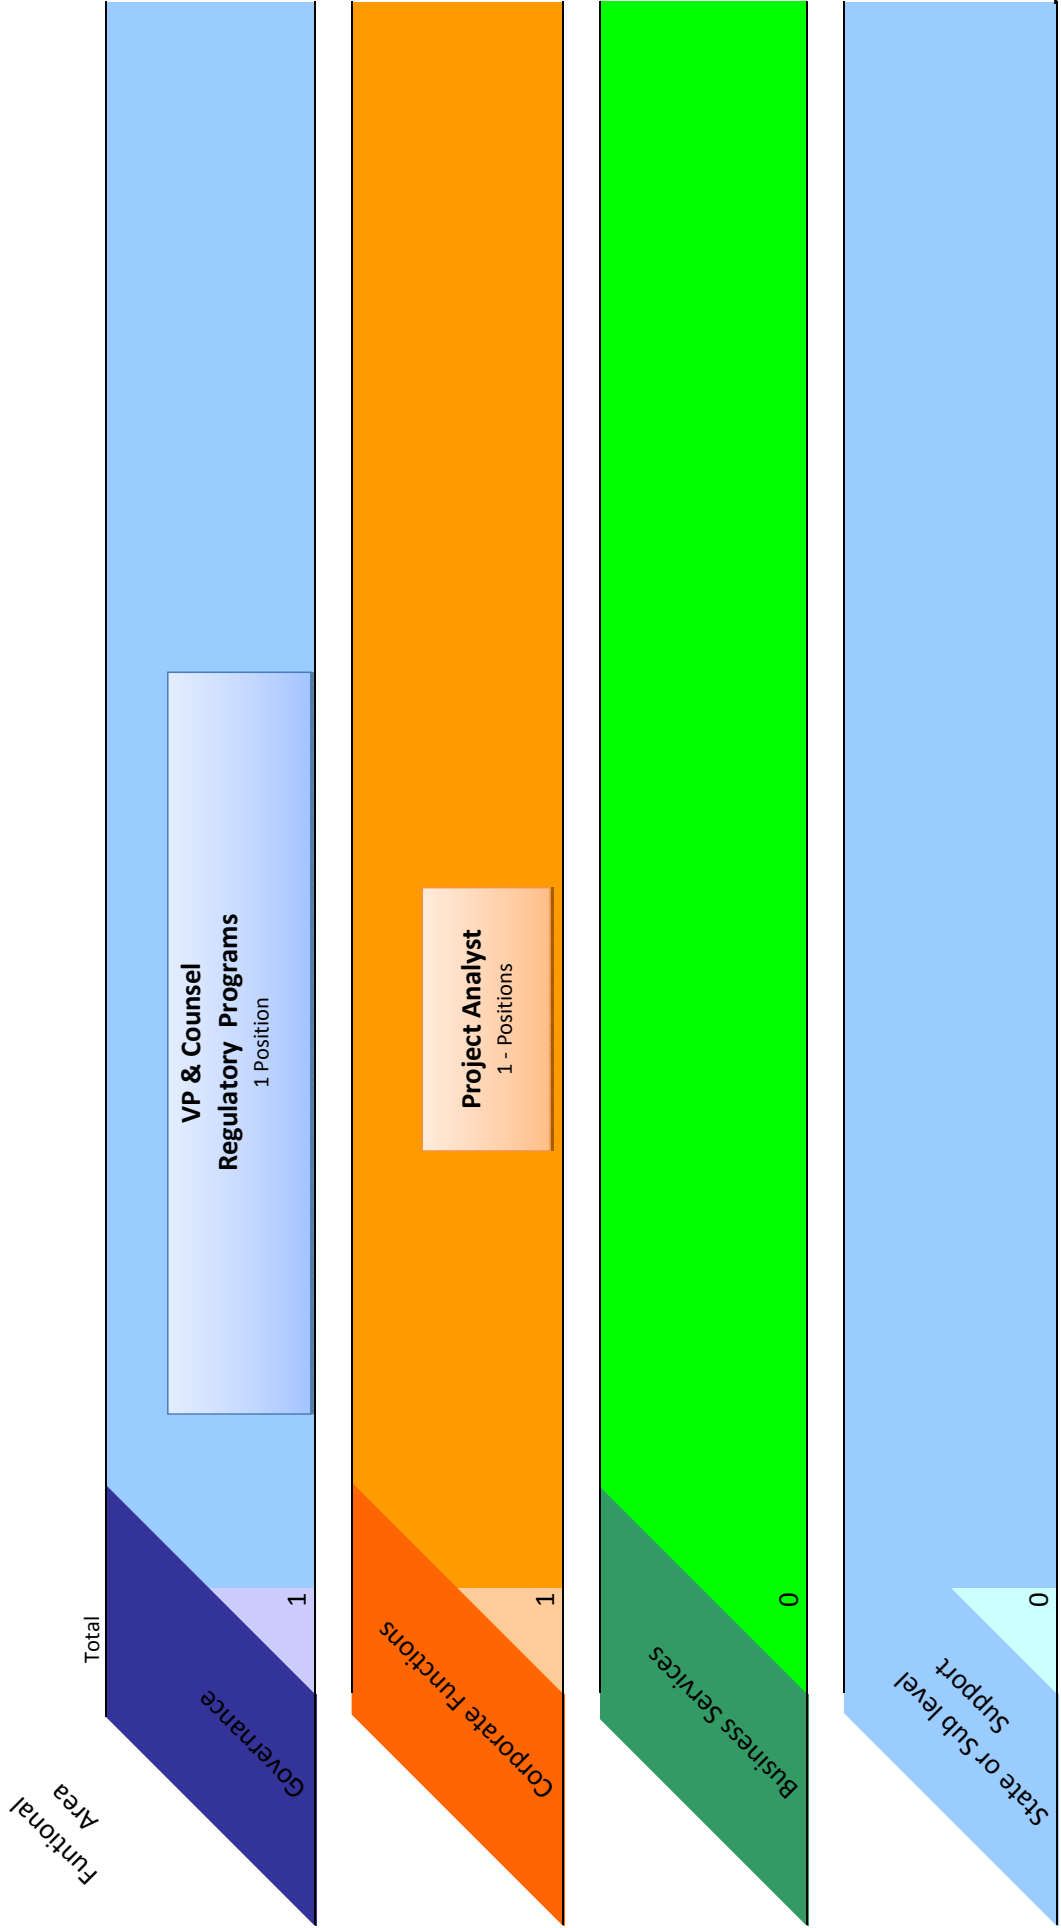 Funtional
Area
Total
Governance
1
VP & Counsel
Regulatory Programs
1 Position
Corporate Functions
1
Project Analyst
1 - Positions
Business Services
0
State or Sub level
Support
0